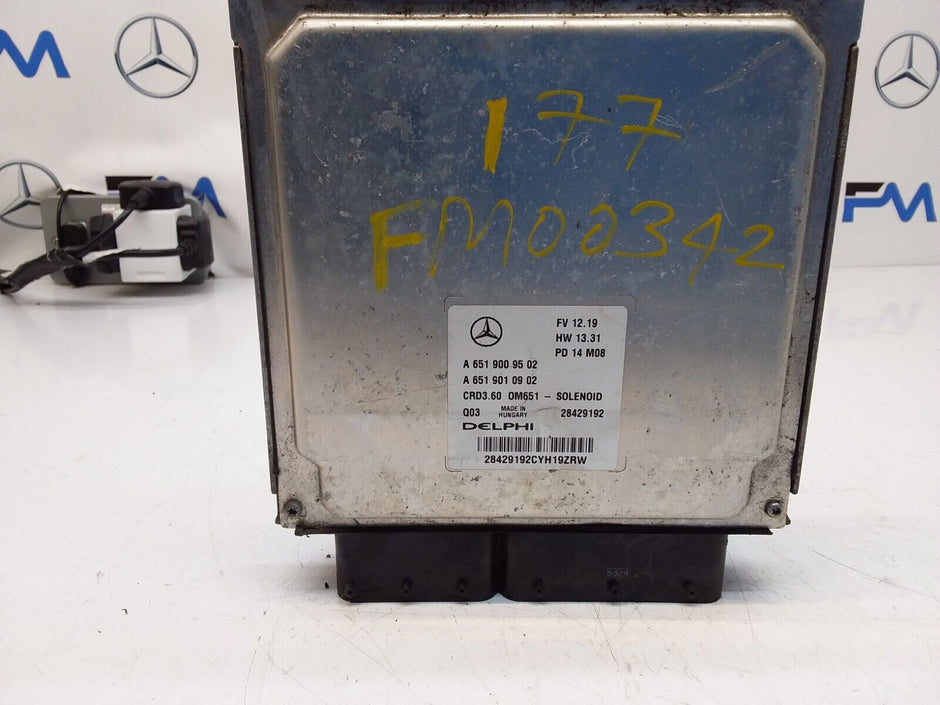 FM
FM
FM
177
FM00342
FV 12.19
HW 13.31
PD 14 M08
A 651 900 95 02
A 651 901 09 02
CRD3.60 OM651 – SOLENOID
Q03 MADE IN HUNGARY 28429192
DELPHI
28429192CYH19ZRW